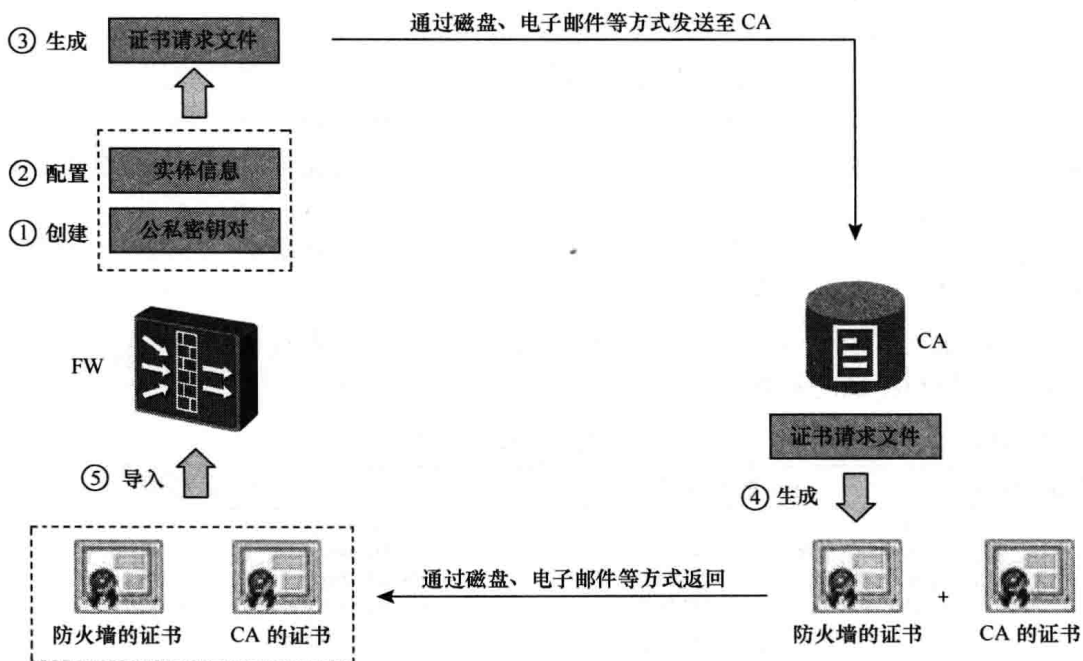 通过磁盘、电子邮件等方式发送至 CA
③ 生成 证书请求文件
② 配置 实体信息
① 创建 公私密钥对
FW
CA
证书请求文件
⑤ 导入
④ 生成
通过磁盘、电子邮件等方式返回
防火墙的证书 CA 的证书
防火墙的证书 + CA 的证书